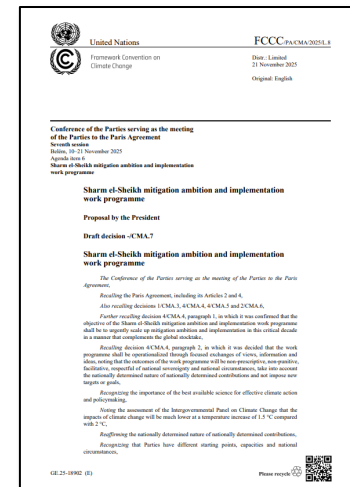 United Nations
FCCC/PA/CMA/2025/L.8
Framework Convention on
Climate Change
Distr.: Limited
21 November 2025
Original: English
Conference of the Parties serving as the meeting
of the Parties to the Paris Agreement
Seventh session
Belém, 10–21 November 2025
Agenda item 6
Sharm el-Sheikh mitigation ambition and implementation
work programme
Sharm el-Sheikh mitigation ambition and implementation
work programme
Proposal by the President
Draft decision -/CMA.7
Sharm el-Sheikh mitigation ambition and implementation
work programme
The Conference of the Parties serving as the meeting of the Parties to the Paris
Agreement,
Recalling the Paris Agreement, including its Articles 2 and 4,
Also recalling decisions 1/CMA.3, 4/CMA.4, 4/CMA.5 and 2/CMA.6,
Further recalling decision 4/CMA.4, paragraph 1, in which it was confirmed that the
objective of the Sharm el-Sheikh mitigation ambition and implementation work programme
shall be to urgently scale up mitigation ambition and implementation in this critical decade
in a manner that complements the global stocktake,
Recalling decision 4/CMA.4, paragraph 2, in which it was decided that the work
programme shall be operationalized through focused exchanges of views, information and
ideas, noting that the outcomes of the work programme will be non-prescriptive, non-punitive,
facilitative, respectful of national sovereignty and national circumstances, take into account
the nationally determined nature of nationally determined contributions and not impose new
targets or goals,
Recognizing the importance of the best available science for effective climate action
and policymaking,
Noting the assessment of the Intergovernmental Panel on Climate Change that the
impacts of climate change will be much lower at a temperature increase of 1.5 °C compared
with 2 °C,
Reaffirming the nationally determined nature of nationally determined contributions,
Recognizing that Parties have different starting points, capacities and national
circumstances,
GE.25-18902 (E)
Please recycle